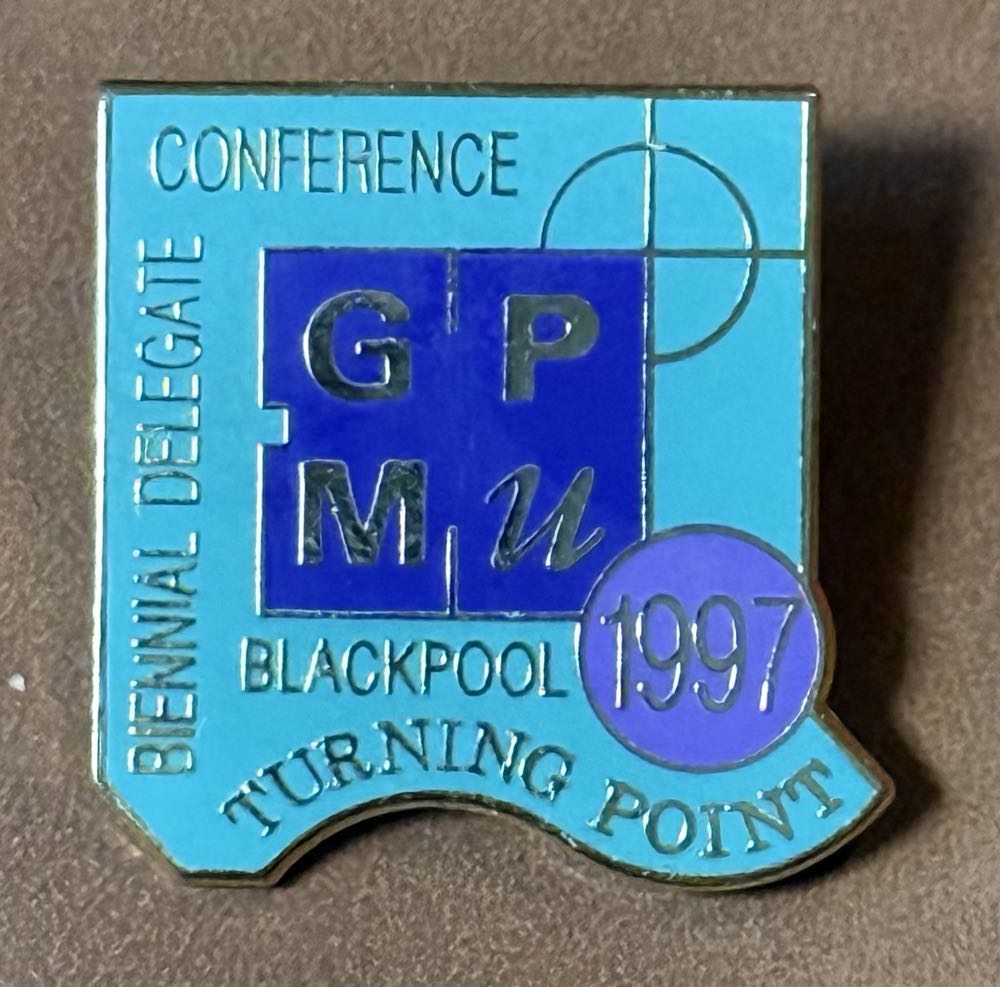 BIENNIAL DELEGATE
CONFERENCE
G P
M u
BLACKPOOL
1997
TURNING POINT